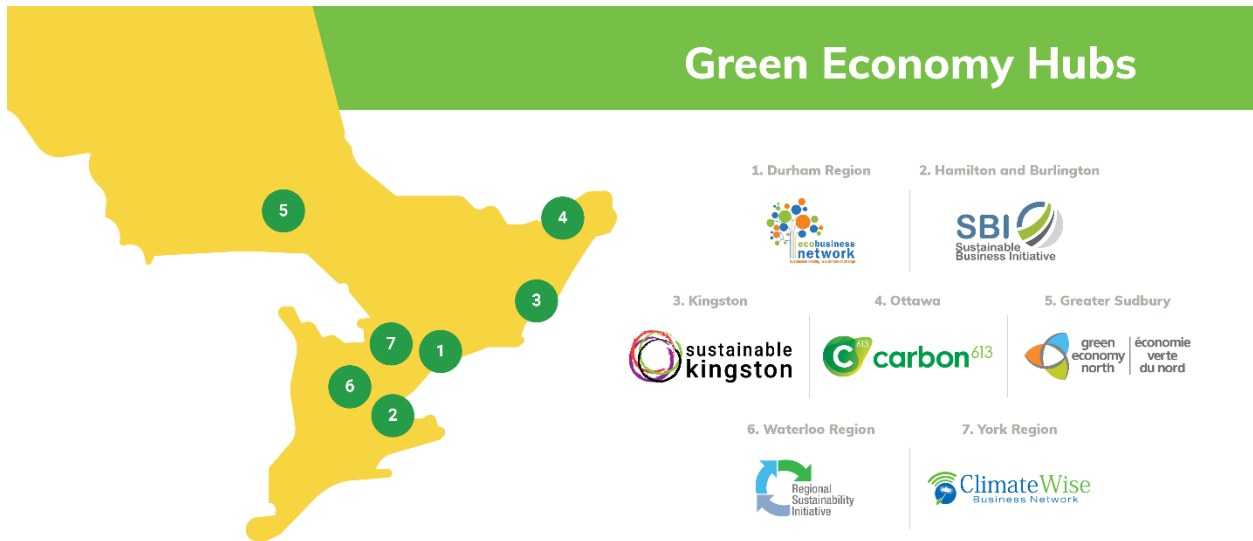 Green Economy Hubs
5
4
3
7
1
6
2
1. Durham Region
2. Hamilton and Burlington
ecobusiness
network
SBI
Sustainable
Business Initiative
3. Kingston
4. Ottawa
5. Greater Sudbury
sustainable
kingston
C 613
carbon613
green
economy
north
économie
verte
du nord
6. Waterloo Region
7. York Region
Regional
Sustainability
Initiative
ClimateWise
Business Network